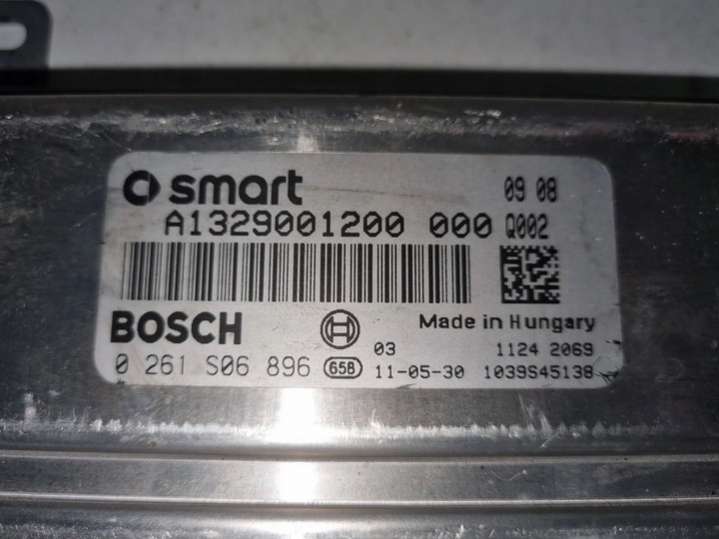 smart 09 08
A1329001200 000 Q002
BOSCH Made in Hungary
03 1124 2069
0 261 S06 896 658 11-05-30 1039S45138